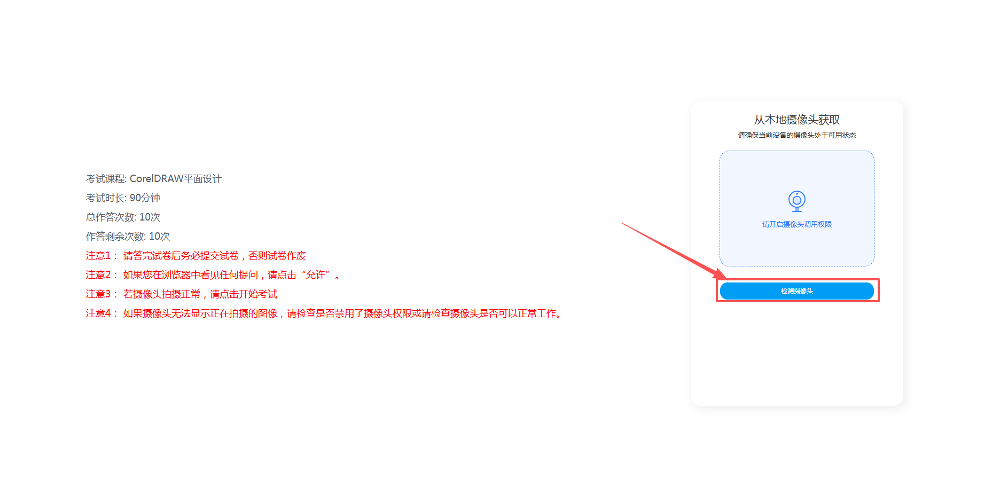 考试课程: CorelDRAW平面设计
考试时长: 90分钟
总作答次数: 10次
作答剩余次数: 10次
注意1： 请答完试卷后务必提交试卷，否则试卷作废
注意2： 如果您在浏览器中看见任何提问，请点击“允许”。
注意3： 若摄像头拍摄正常，请点击开始考试
注意4： 如果摄像头无法显示正在拍摄的图像，请检查是否禁用了摄像头权限或请检查摄像头是否可以正常工作。
从本地摄像头获取
请确保当前设备的摄像头处于可用状态
请开启摄像头调用权限
检测摄像头